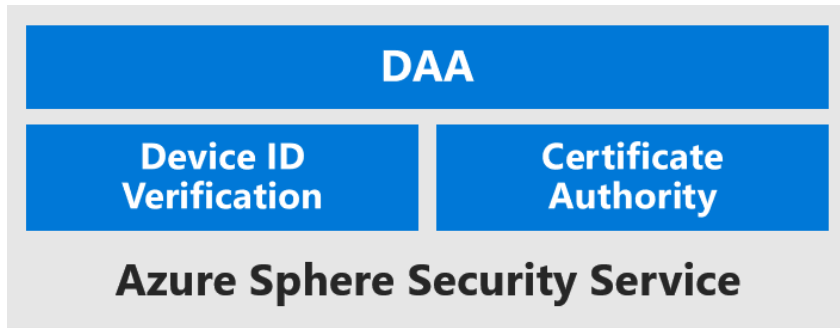 DAA
Device ID
Verification
Certificate
Authority
Azure Sphere Security Service